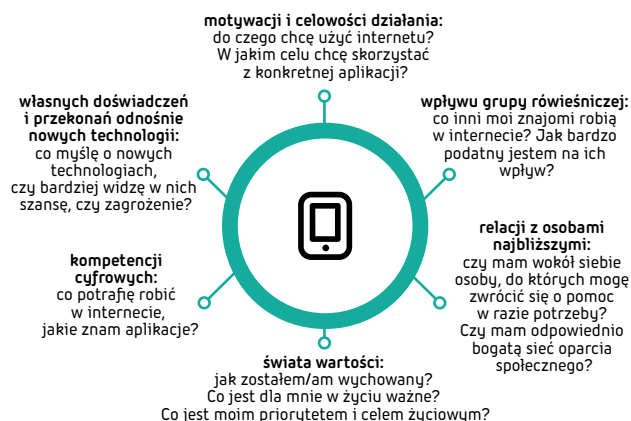 motywacji i celowości działania:
do czego chcę użyć internetu?
W jakim celu chcę skorzystać
z konkretnej aplikacji?
wpływu grupy rówieśniczej:
co inni moi znajomi robią
w internecie? Jak bardzo
podatny jestem na ich
wpływ?
relacji z osobami
najbliższymi:
czy mam wokół siebie
osoby, do których mogę
zwrócić się o pomoc
w razie potrzeby?
Czy mam odpowiednio
bogatą sieć oparcia
społecznego?
świata wartości:
jak zostałem/am wychowany?
Co jest dla mnie w życiu ważne?
Co jest moim priorytetem i celem życiowym?
kompetencji
cyfrowych:
co potrafię robić
w internecie,
jakie znam aplikacje?
własnych doświadczeń
i przekonań odnośnie
nowych technologii:
co myślę o nowych
technologiach,
czy bardziej widzę w nich
szansę, czy zagrożenie?